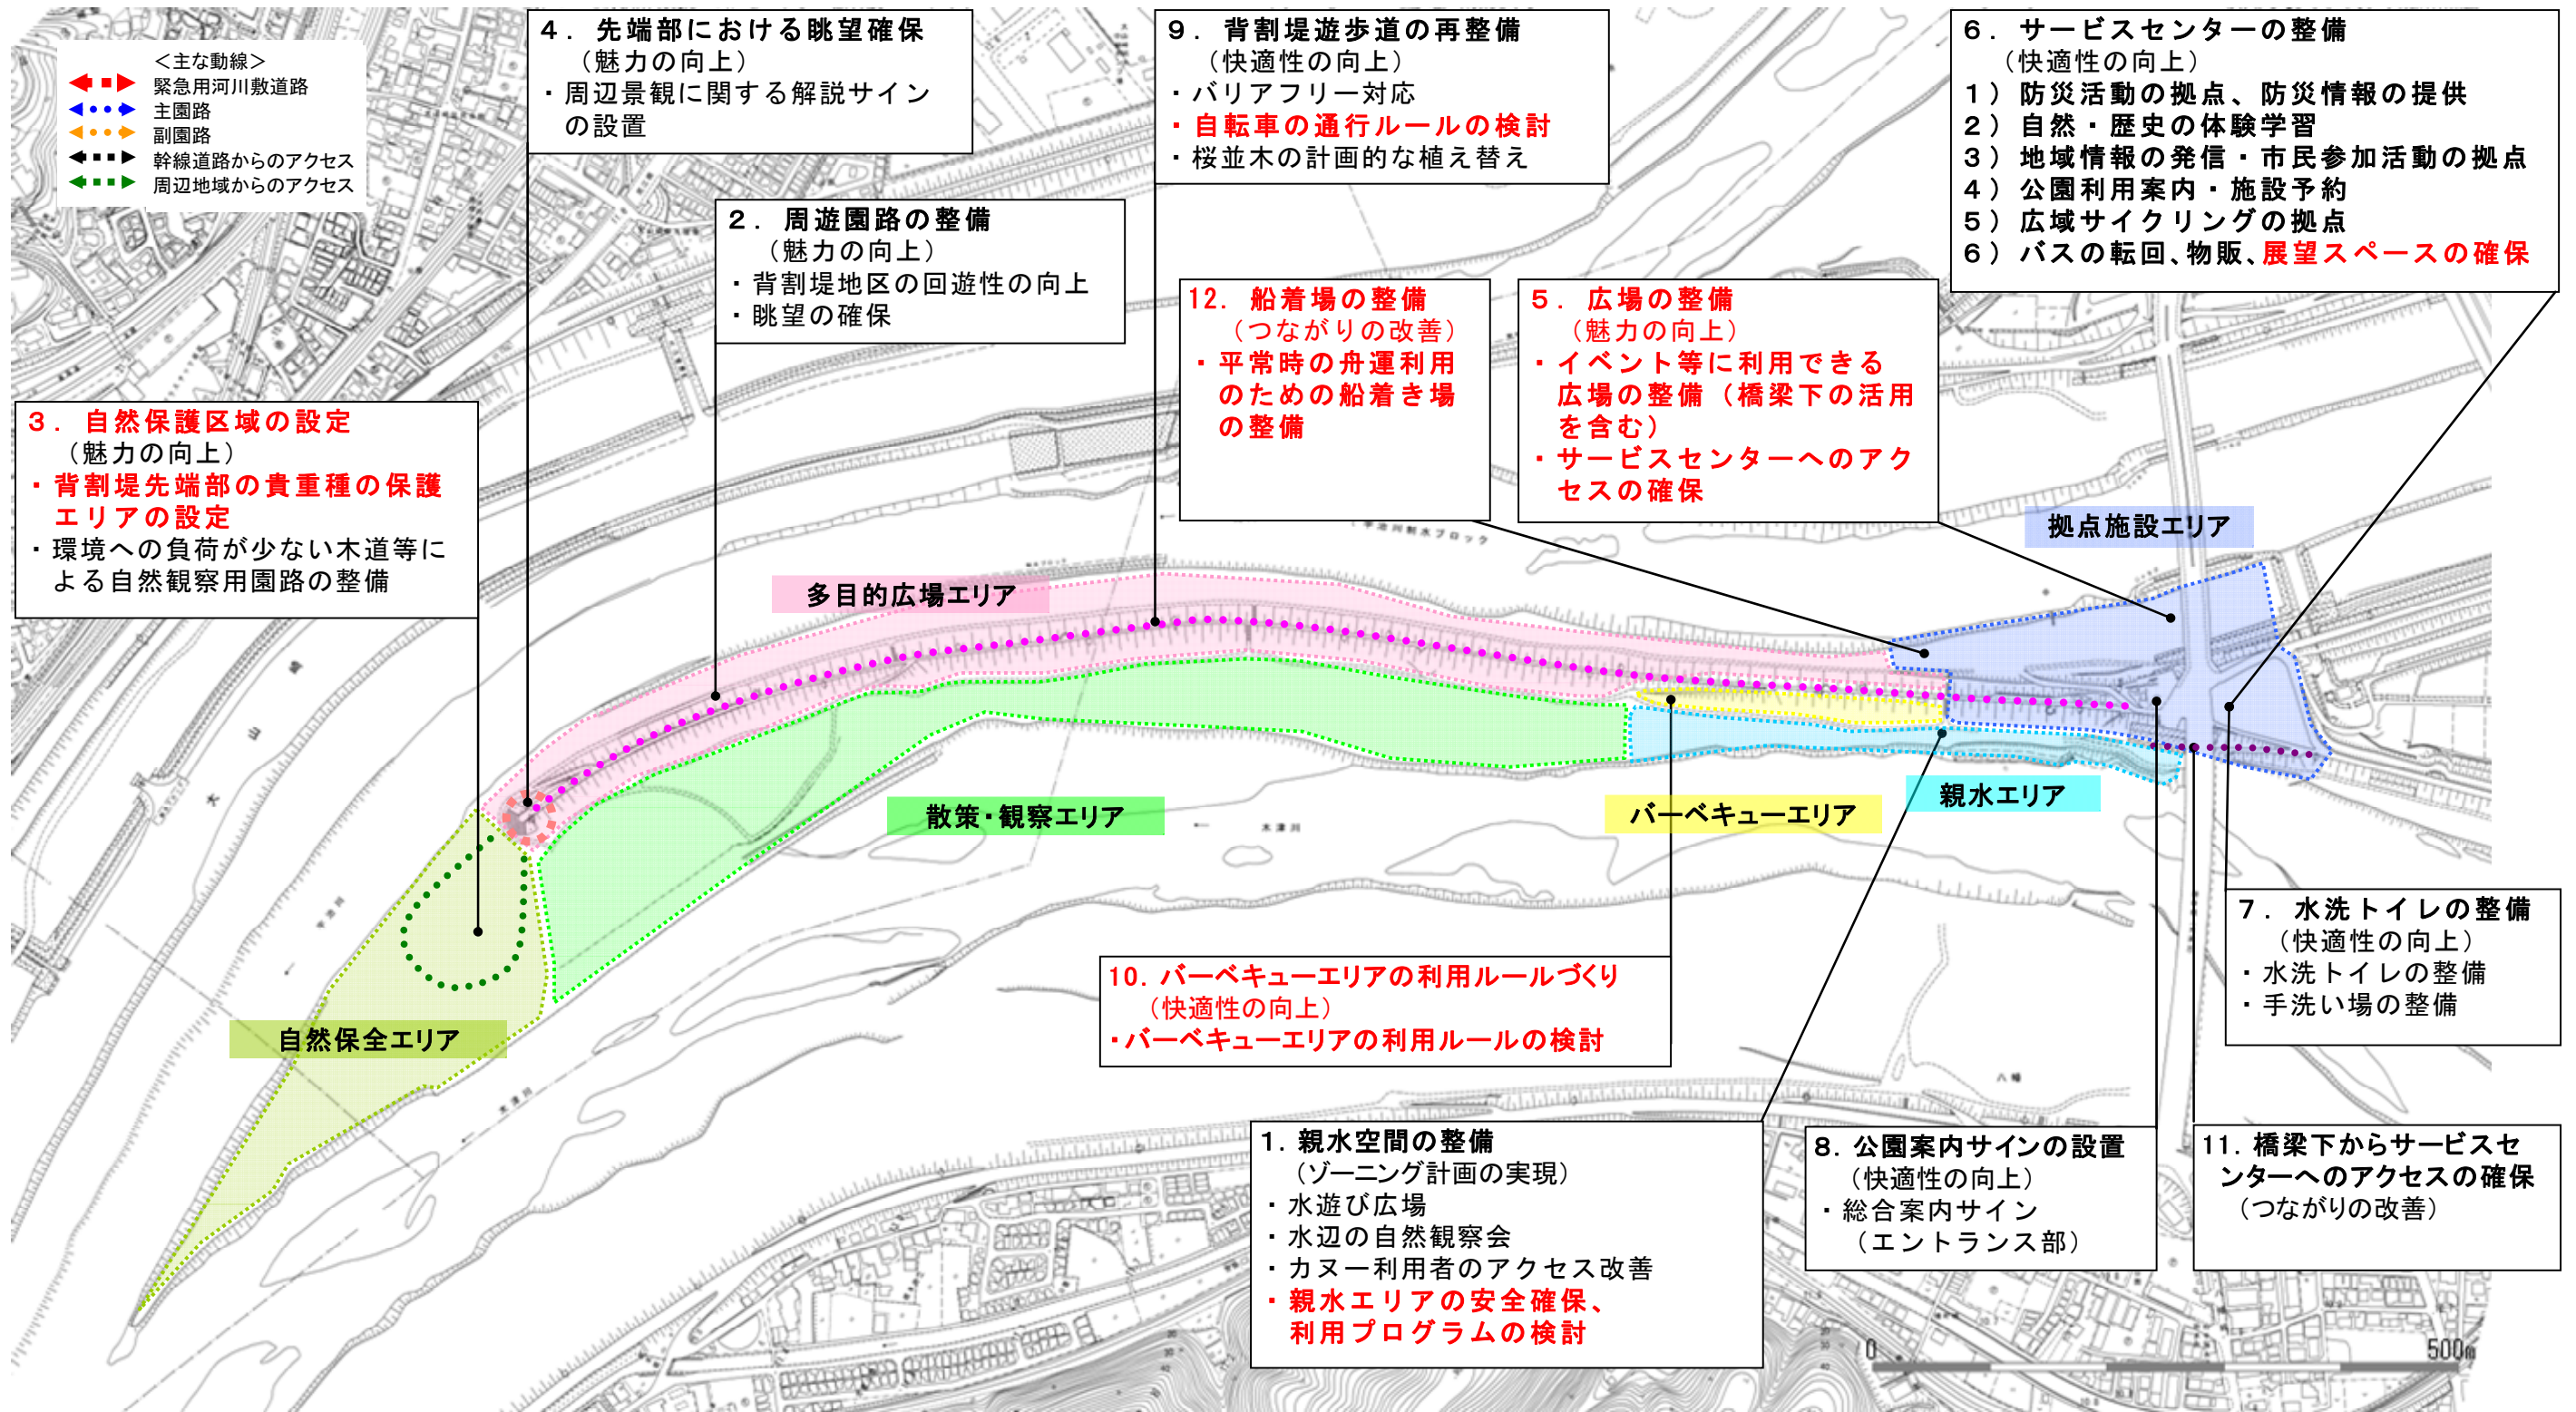 ＜主な動線＞
緊急用河川敷道路
主園路
副園路
幹線道路からのアクセス
周辺地域からのアクセス
4．先端部における眺望確保
（魅力の向上）
・周辺景観に関する解説サイン
の設置
9．背割堤遊歩道の再整備
（快適性の向上）
・バリアフリー対応
・自転車の通行ルールの検討
・桜並木の計画的な植え替え
6．サービスセンターの整備
（快適性の向上）
1）防災活動の拠点、防災情報の提供
2）自然・歴史の体験学習
3）地域情報の発信・市民参加活動の拠点
4）公園利用案内・施設予約
5）広域サイクリングの拠点
6）バスの転回、物販、展望スペースの確保
2．周遊園路の整備
（魅力の向上）
・背割堤地区の回遊性の向上
・眺望の確保
12．船着場の整備
（つながりの改善）
・平常時の舟運利用
のための船着き場
の整備
5．広場の整備
（魅力の向上）
・イベント等に利用できる
広場の整備（橋梁下の活用
を含む）
・サービスセンターへのアク
セスの確保
3．自然保護区域の設定
（魅力の向上）
・背割堤先端部の貴重種の保護
エリアの設定
・環境への負荷が少ない木道等に
よる自然観察用園路の整備
拠点施設エリア
宇治川制水ブロック
多目的広場エリア
散策・観察エリア
バーベキューエリア
親水エリア
木津川
大山崎
宇治川
自然保全エリア
木津川
八幡
7．水洗トイレの整備
（快適性の向上）
・水洗トイレの整備
・手洗い場の整備
10．バーベキューエリアの利用ルールづくり
（快適性の向上）
・バーベキューエリアの利用ルールの検討
1．親水空間の整備
（ゾーニング計画の実現）
・水遊び広場
・水辺の自然観察会
・カヌー利用者のアクセス改善
・親水エリアの安全確保、
利用プログラムの検討
8．公園案内サインの設置
（快適性の向上）
・総合案内サイン
（エントランス部）
11．橋梁下からサービスセ
ンターへのアクセスの確保
（つながりの改善）
0 500m